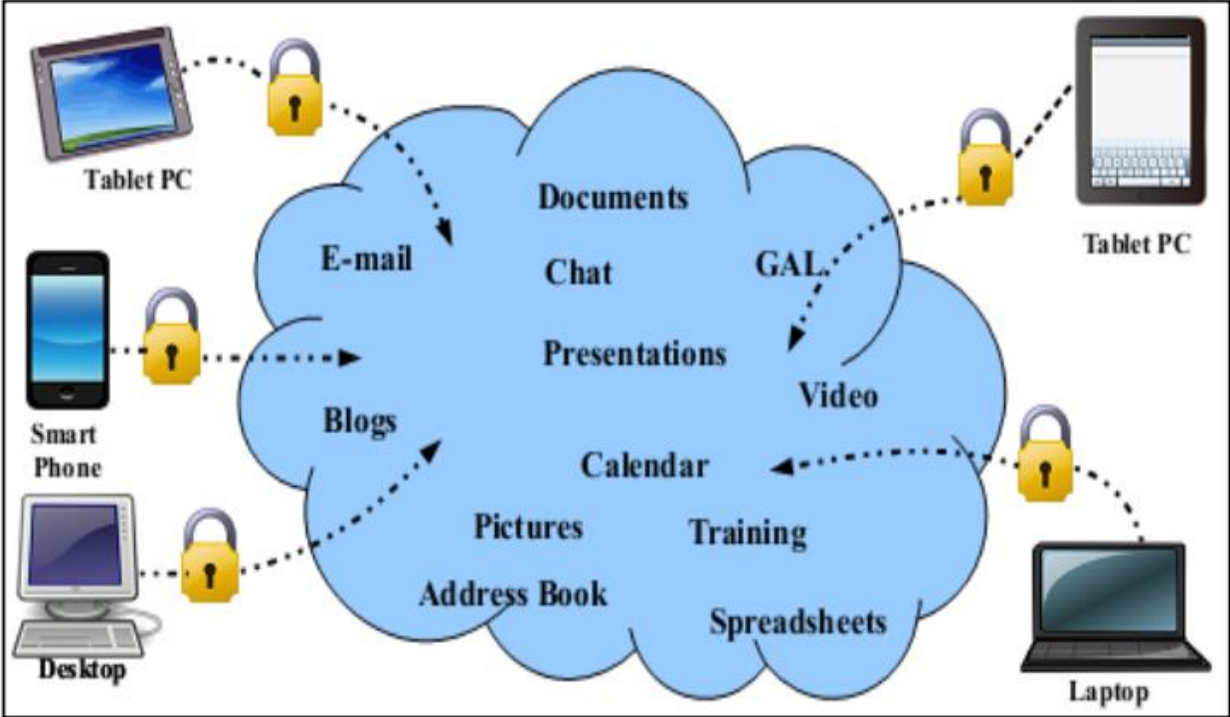 Tablet PC
Tablet PC
Documents
E-mail
Chat
GAL
Presentations
Video
Smart
Phone
Blogs
Calendar
Pictures
Training
Address Book
Spreadsheets
Desktop
Laptop